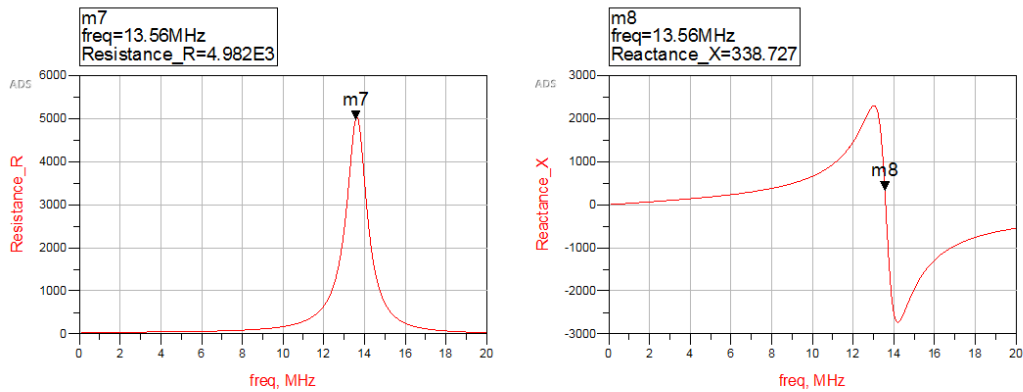 m7
freq=13.56MHz
Resistance_R=4.982E3
ADS
6000
5000
4000
3000
2000
1000
0
Resistance_R
m7
0 2 4 6 8 10 12 14 16 18 20
freq, MHz
m8
freq=13.56MHz
Reactance_X=338.727
ADS
3000
2000
1000
0
-1000
-2000
-3000
Reactance_X
m8
0 2 4 6 8 10 12 14 16 18 20
freq, MHz